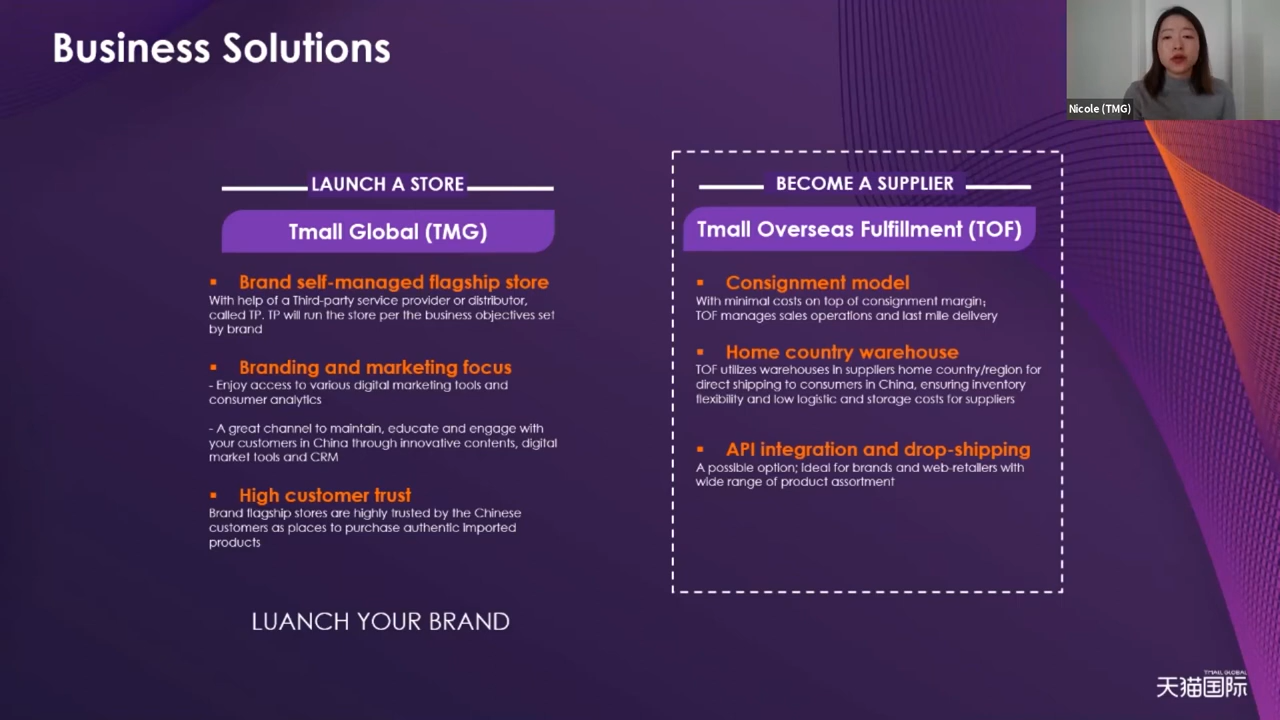 Business Solutions
Nicole (TMG)
LAUNCH A STORE
Tmall Global (TMG)
▪ Brand self-managed flagship store
With help of a Third-party service provider or distributor,
called TP. TP will run the store per the business objectives set
by brand
▪ Branding and marketing focus
- Enjoy access to various digital marketing tools and
consumer analytics
- A great channel to maintain, educate and engage with
your customers in China through innovative contents, digital
market tools and CRM
▪ High customer trust
Brand flagship stores are highly trusted by the Chinese
customers as places to purchase authentic imported
products
LUANCH YOUR BRAND
BECOME A SUPPLIER
Tmall Overseas Fulfillment (TOF)
▪ Consignment model
With minimal costs on top of consignment margin;
TOF manages sales operations and last mile delivery
▪ Home country warehouse
TOF utilizes warehouses in suppliers home country/region for
direct shipping to consumers in China, ensuring inventory
flexibility and low logistic and storage costs for suppliers
▪ API integration and drop-shipping
A possible option; ideal for brands and web-retailers with
wide range of product assortment
TMALL GLOBAL
天猫国际